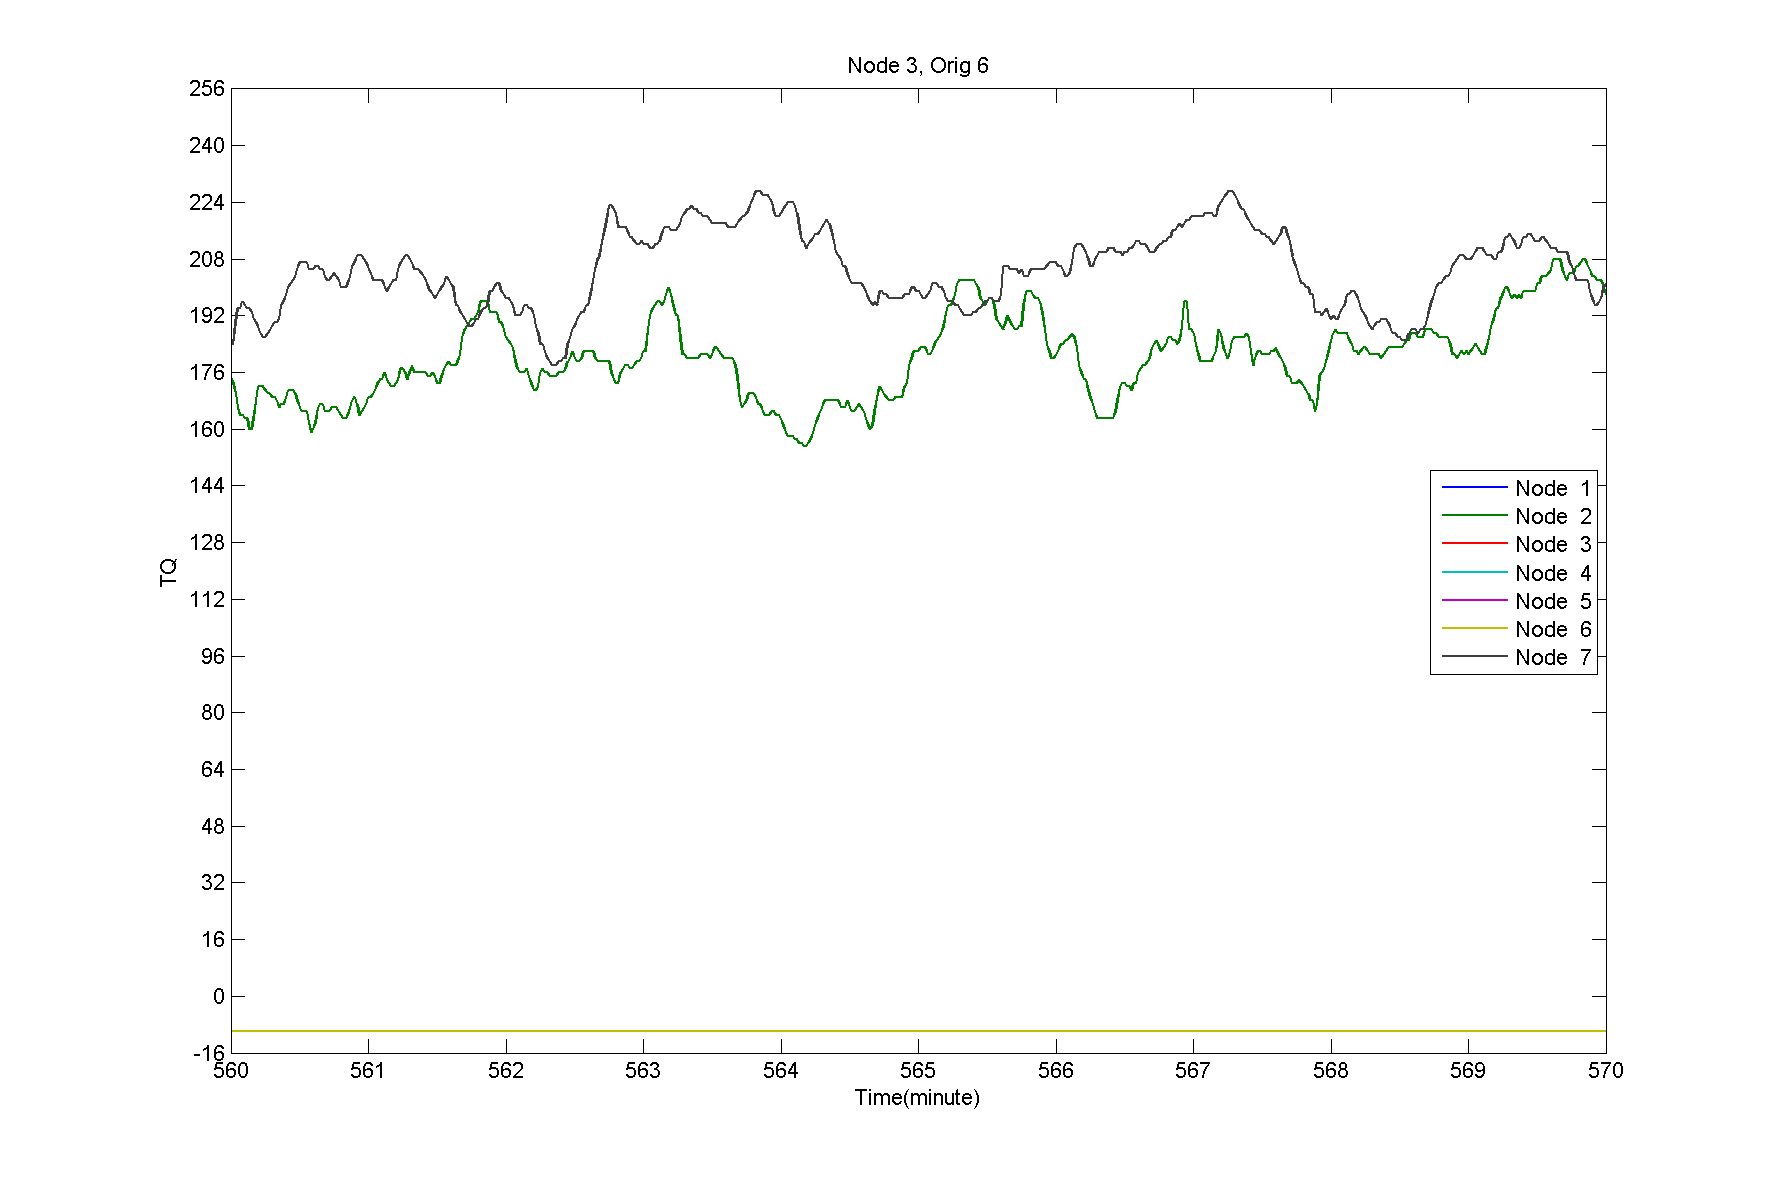 Node 3, Orig 6
256
240
224
208
192
176
160
144
128
112
96
80
64
48
32
16
0
-16
TQ
Node 1
Node 2
Node 3
Node 4
Node 5
Node 6
Node 7
560 561 562 563 564 565 566 567 568 569 570
Time(minute)